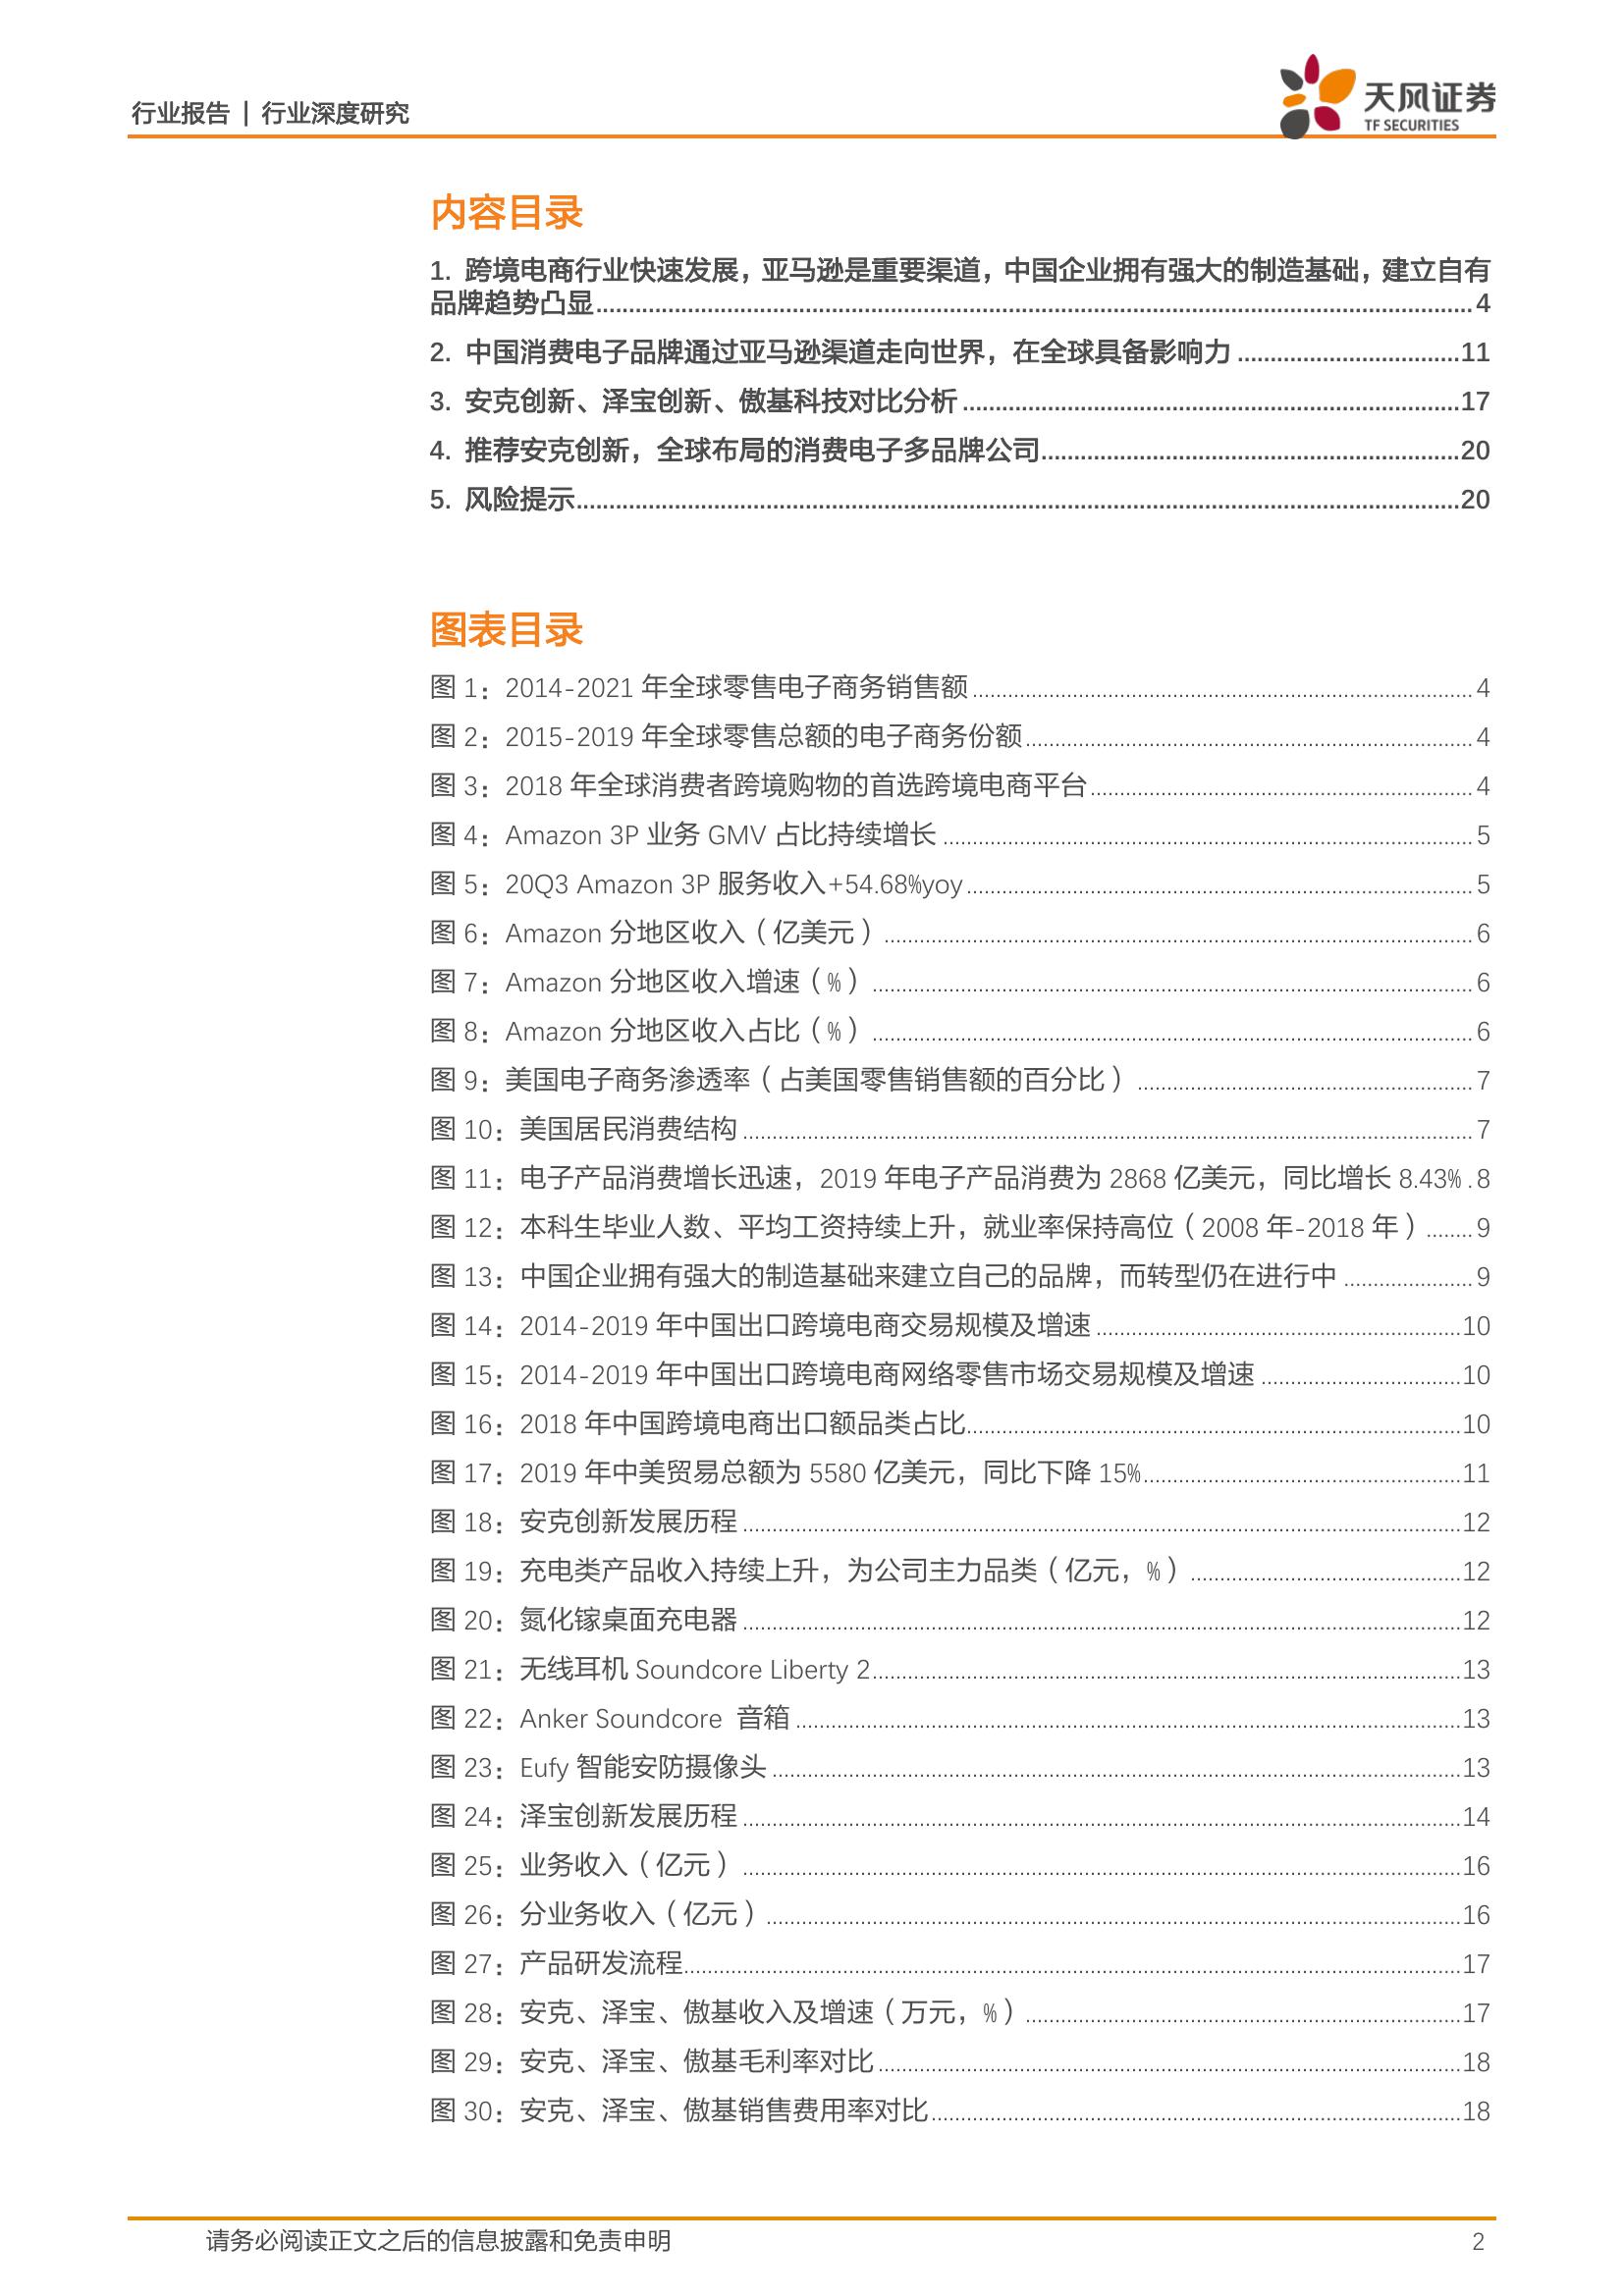 行业报告 | 行业深度研究
天风证券
TF SECURITIES
内容目录
1. 跨境电商行业快速发展，亚马逊是重要渠道，中国企业拥有强大的制造基础，建立自有
品牌趋势凸显 4
2. 中国消费电子品牌通过亚马逊渠道走向世界，在全球具备影响力 11
3. 安克创新、泽宝创新、傲基科技对比分析 17
4. 推荐安克创新，全球布局的消费电子多品牌公司 20
5. 风险提示 20
图表目录
图 1：2014-2021 年全球零售电子商务销售额 4
图 2：2015-2019 年全球零售总额的电子商务份额 4
图 3：2018 年全球消费者跨境购物的首选跨境电商平台 4
图 4：Amazon 3P 业务 GMV 占比持续增长 5
图 5：20Q3 Amazon 3P 服务收入+54.68%yoy 5
图 6：Amazon 分地区收入（亿美元） 6
图 7：Amazon 分地区收入增速（%） 6
图 8：Amazon 分地区收入占比（%） 6
图 9：美国电子商务渗透率（占美国零售销售额的百分比） 7
图 10：美国居民消费结构 7
图 11：电子产品消费增长迅速，2019 年电子产品消费为 2868 亿美元，同比增长 8.43% 8
图 12：本科生毕业人数、平均工资持续上升，就业率保持高位（2008 年-2018 年） 9
图 13：中国企业拥有强大的制造基础来建立自己的品牌，而转型仍在进行中 9
图 14：2014-2019 年中国出口跨境电商交易规模及增速 10
图 15：2014-2019 年中国出口跨境电商网络零售市场交易规模及增速 10
图 16：2018 年中国跨境电商出口额品类占比 10
图 17：2019 年中美贸易总额为 5580 亿美元，同比下降 15% 11
图 18：安克创新发展历程 12
图 19：充电类产品收入持续上升，为公司主力品类（亿元，%） 12
图 20：氮化镓桌面充电器 12
图 21：无线耳机 Soundcore Liberty 2 13
图 22：Anker Soundcore 音箱 13
图 23：Eufy 智能安防摄像头 13
图 24：泽宝创新发展历程 14
图 25：业务收入（亿元） 16
图 26：分业务收入（亿元） 16
图 27：产品研发流程 17
图 28：安克、泽宝、傲基收入及增速（万元，%） 17
图 29：安克、泽宝、傲基毛利率对比 18
图 30：安克、泽宝、傲基销售费用率对比 18
请务必阅读正文之后的信息披露和免责申明 2